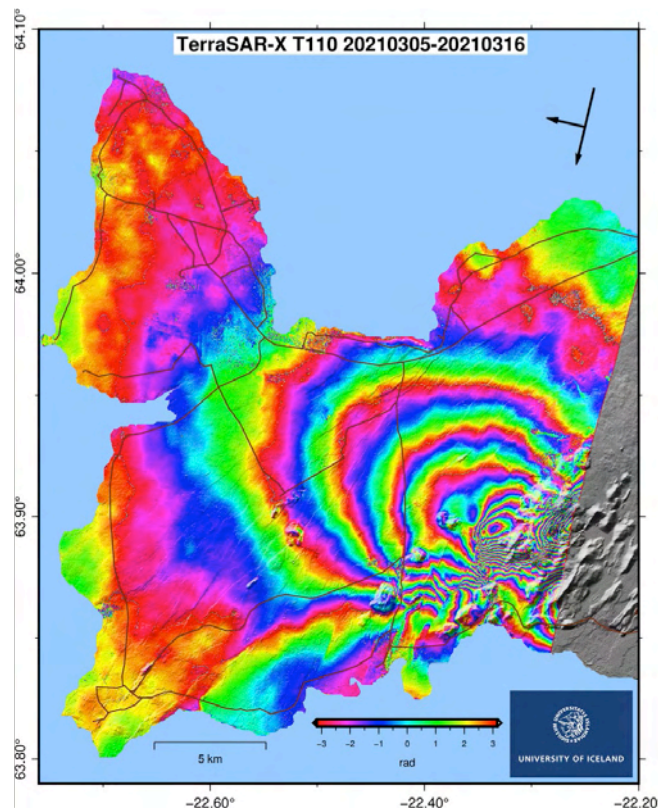 TerraSAR-X T110 20210305-20210316
64.10°
64.00°
63.90°
63.80°
5 km
−3 −2 −1 0 1 2 3
rad
UNIVERSITY OF ICELAND
−22.60° −22.40° −22.20°